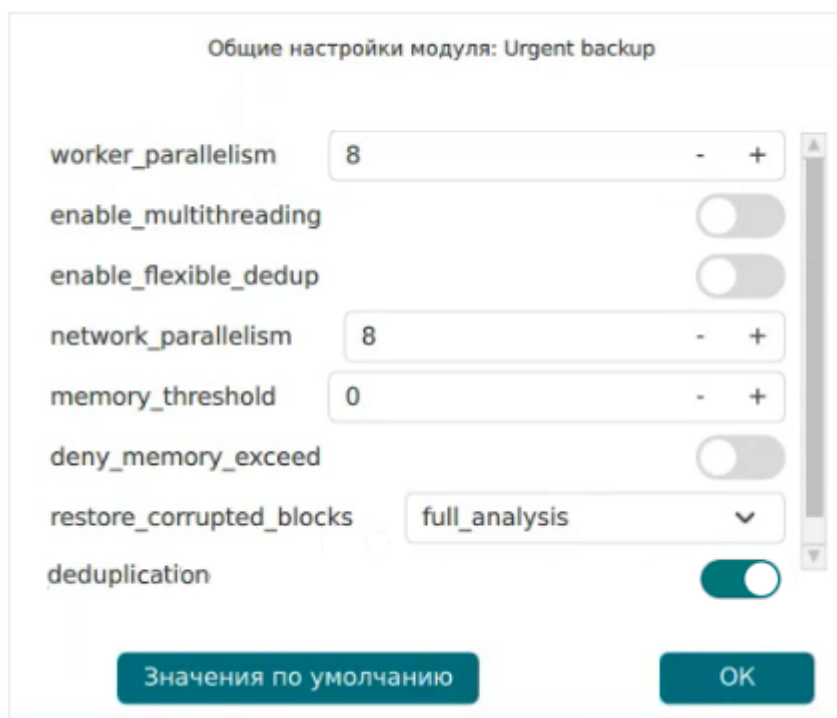 Общие настройки модуля: Urgent backup
worker_parallelism 8 - +
enable_multithreading
enable_flexible_dedup
network_parallelism 8 - +
memory_threshold 0 - +
deny_memory_exceed
restore_corrupted_blocks full_analysis
deduplication
Значения по умолчанию OK